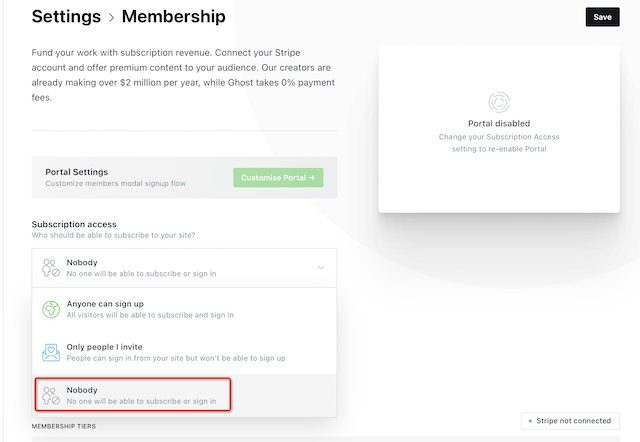 Settings > Membership
Save
Fund your work with subscription revenue. Connect your Stripe
account and offer premium content to your audience. Our creators are
already making over $2 million per year, while Ghost takes 0% payment
fees.
Portal disabled
Change your Subscription Access
setting to re-enable Portal
Portal Settings
Customize members modal signup flow
Customise Portal →
Subscription access
Who should be able to subscribe to your site?
Nobody
No one will be able to subscribe or sign in
Anyone can sign up
All visitors will be able to subscribe and sign in
Only people I invite
People can sign in from your site but won't be able to sign up
Nobody
No one will be able to subscribe or sign in
MEMBERSHIP TIERS
Stripe not connected